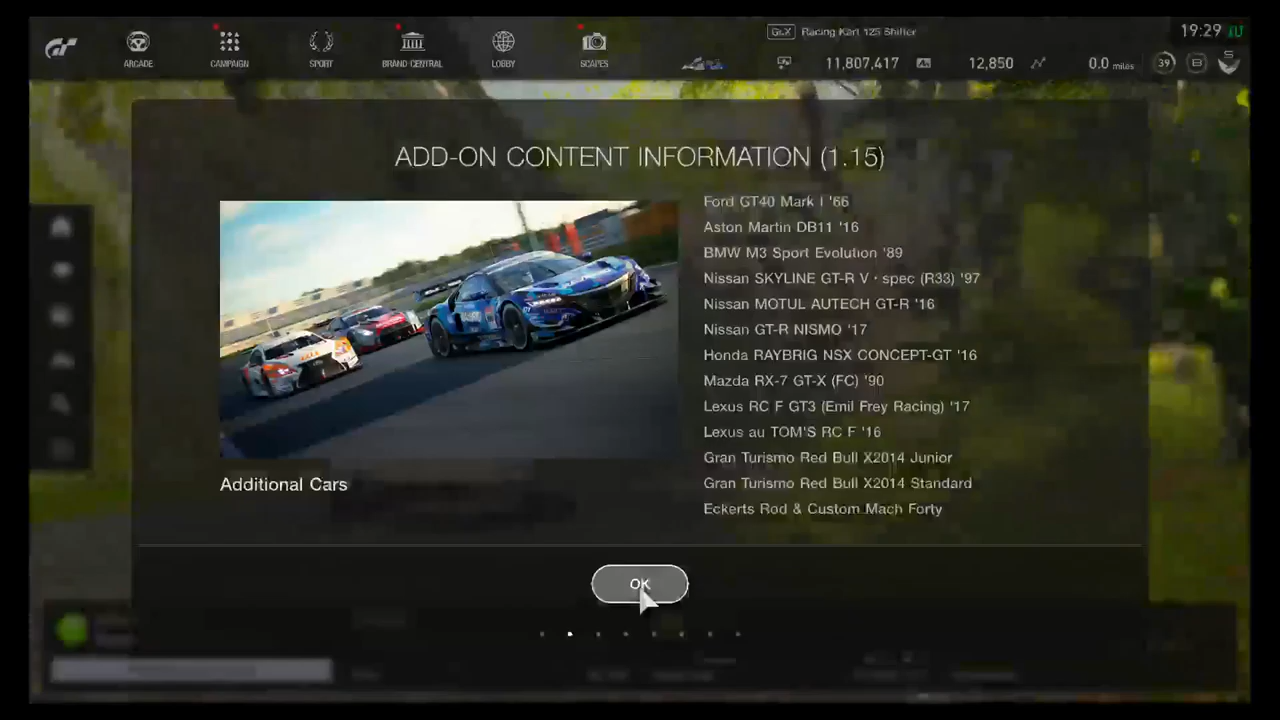 Gr.X Racing Kart 125 Shifter
19:29
ARCADE CAMPAIGN SPORT BRAND CENTRAL LOBBY SCAPES
11,807,417 12,850 0.0 miles 39
ADD-ON CONTENT INFORMATION (1.15)
Ford GT40 Mark I '66
Aston Martin DB11 '16
BMW M3 Sport Evolution '89
Nissan SKYLINE GT-R V・spec (R33) '97
Nissan MOTUL AUTECH GT-R '16
Nissan GT-R NISMO '17
Honda RAYBRIG NSX CONCEPT-GT '16
Mazda RX-7 GT-X (FC) '90
Lexus RC F GT3 (Emil Frey Racing) '17
Lexus au TOM'S RC F '16
Gran Turismo Red Bull X2014 Junior
Gran Turismo Red Bull X2014 Standard
Eckerts Rod & Custom Mach Forty
Additional Cars
OK